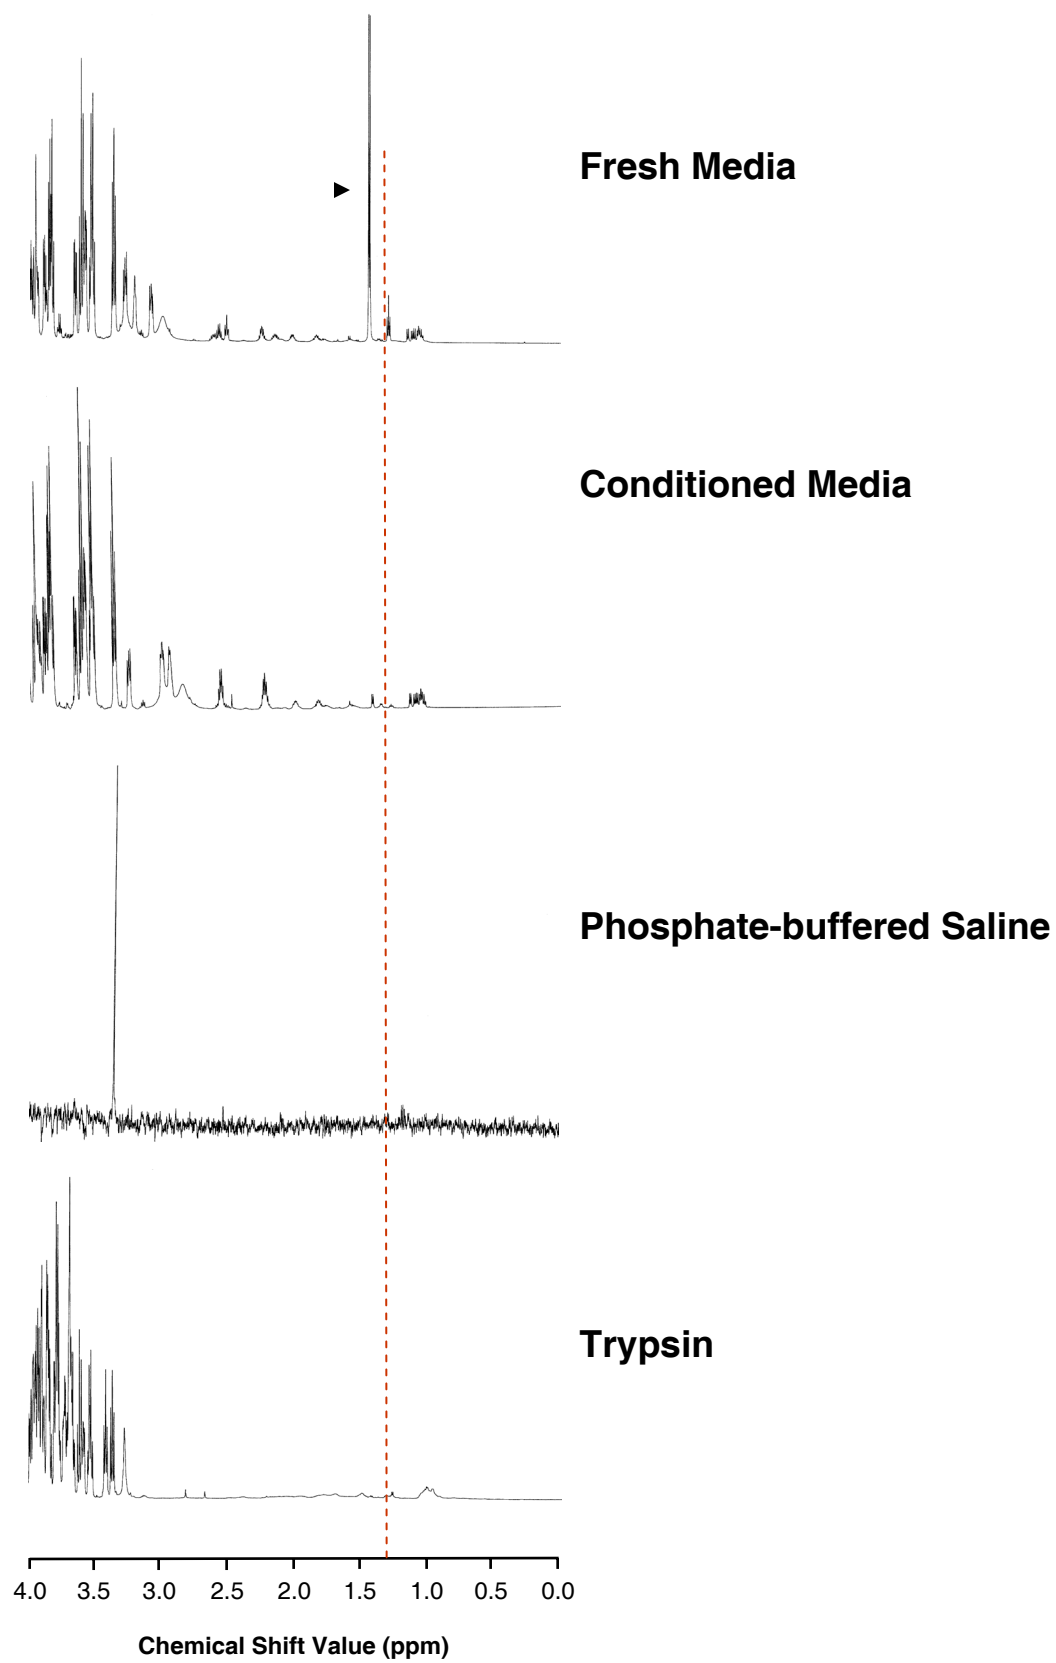 Fresh Media
Conditioned Media
Phosphate-buffered Saline
Trypsin
4.0 3.5 3.0 2.5 2.0 1.5 1.0 0.5 0.0
Chemical Shift Value (ppm)